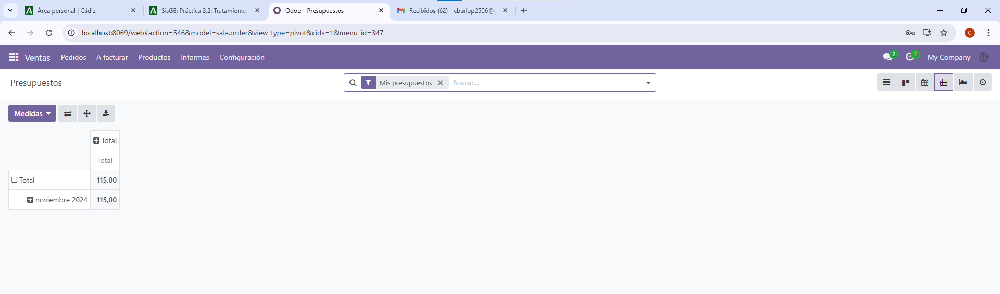 Área personal | Cádiz
SisGE: Práctica 3.2: Tratamiento
Odoo - Presupuestos
Recibidos (62) - cbarlop2506@
localhost:8069/web#action=546&model=sale.order&view_type=pivot&cids=1&menu_id=347
C
Ventas Pedidos A facturar Productos Informes Configuración
2 1 My Company
Presupuestos
Mis presupuestos Buscar...
Medidas
Total
Total
Total 115,00
noviembre 2024 115,00